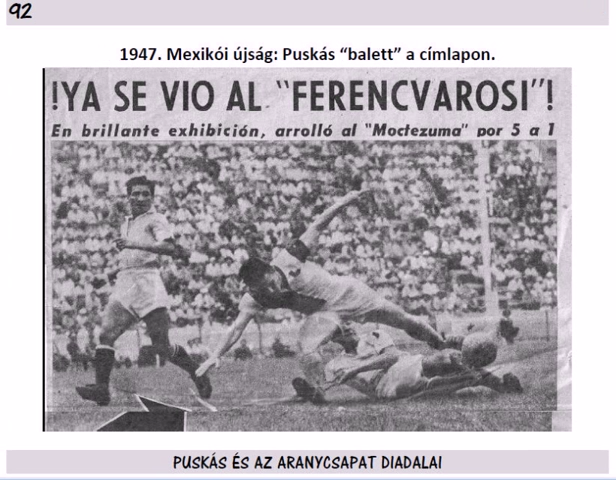 92
1947. Mexikói újság: Puskás “balett” a címlapon.
!YA SE VIO AL "FERENCVAROSI"!
En brillante exhibición, arrolló al "Moctezuma" por 5 a 1
PUSKÁS ÉS AZ ARANYCSAPAT DIADALAI